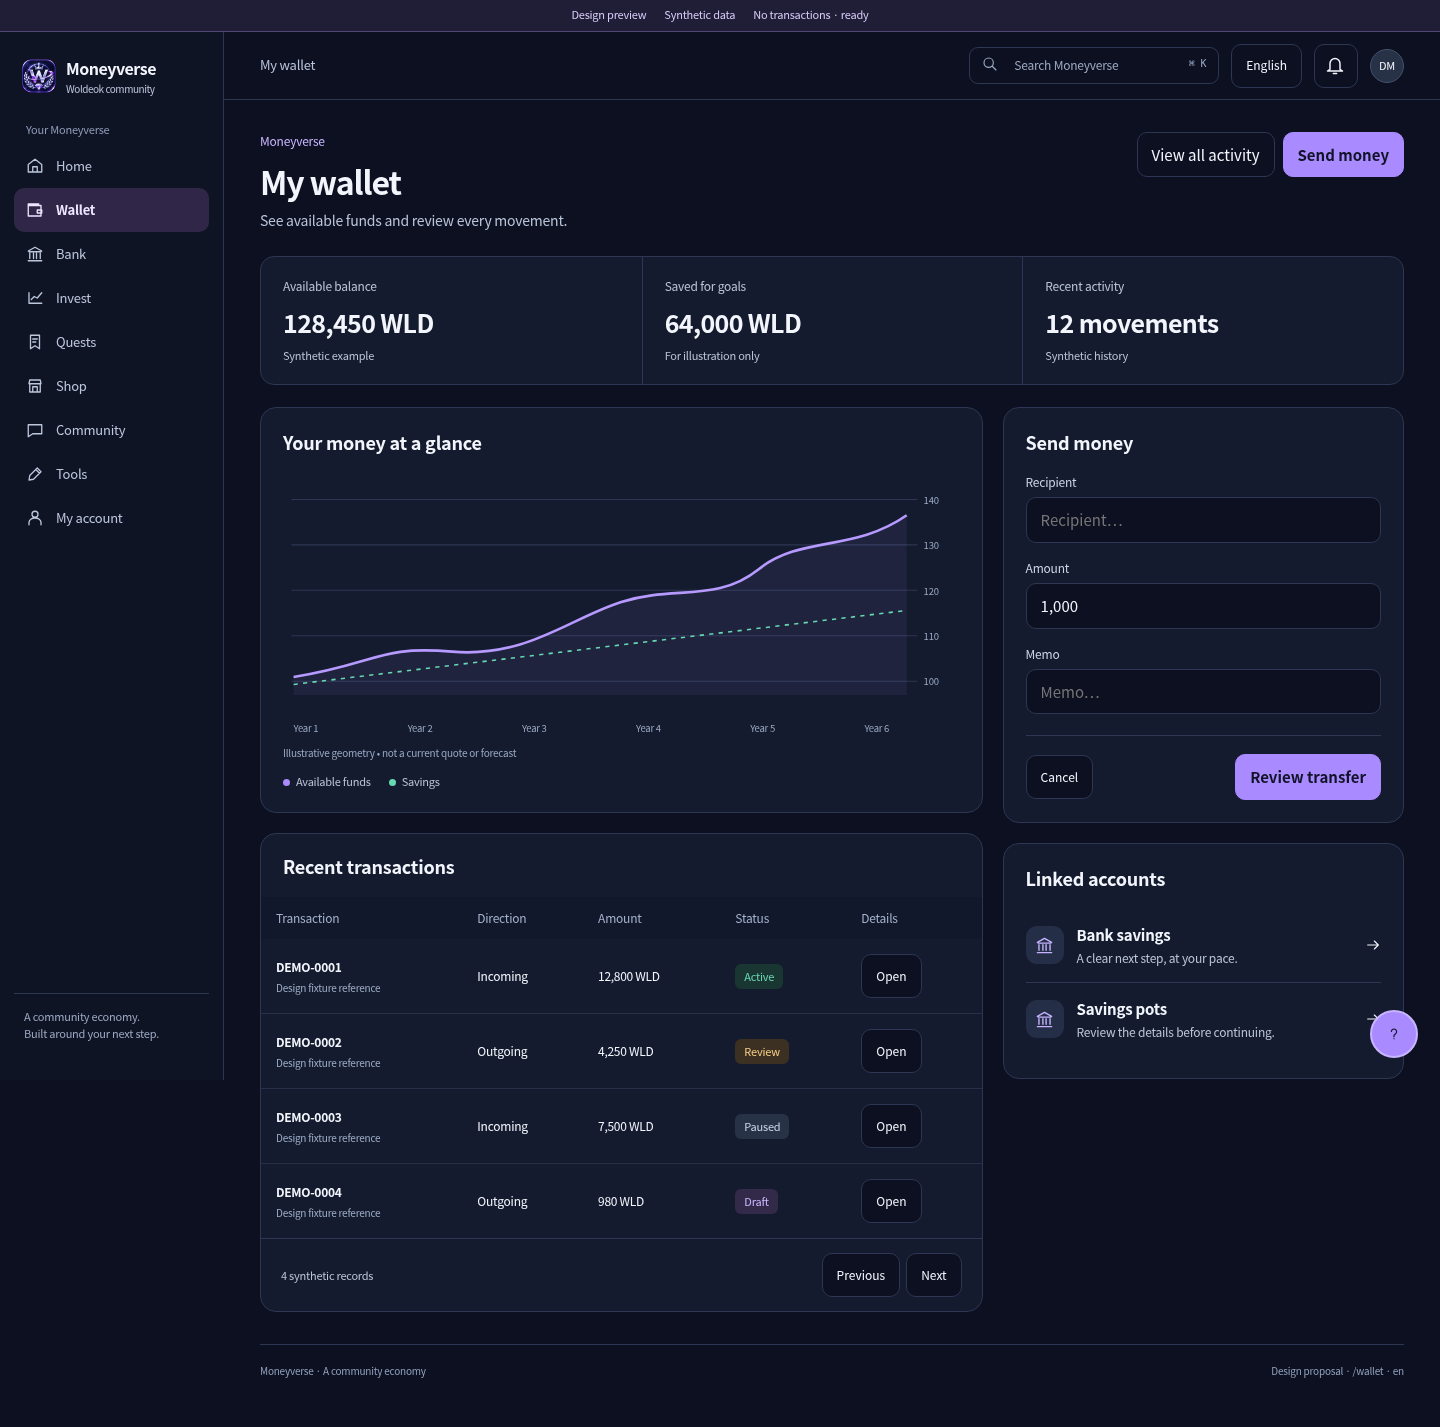 Design preview Synthetic data No transactions · ready
Moneyverse
Woldeok community
Your Moneyverse
Home
Wallet
Bank
Invest
Quests
Shop
Community
Tools
My account
A community economy.
Built around your next step.
My wallet
Search Moneyverse ⌘ K
English
DM
Moneyverse
My wallet
See available funds and review every movement.
View all activity
Send money
Available balance
128,450 WLD
Synthetic example
Saved for goals
64,000 WLD
For illustration only
Recent activity
12 movements
Synthetic history
Your money at a glance
140
130
120
110
100
Year 1 Year 2 Year 3 Year 4 Year 5 Year 6
Illustrative geometry • not a current quote or forecast
Available funds Savings
Send money
Recipient
Recipient…
Amount
1,000
Memo
Memo…
Cancel
Review transfer
Recent transactions
Transaction Direction Amount Status Details
DEMO-0001
Design fixture reference
Incoming 12,800 WLD Active Open
DEMO-0002
Design fixture reference
Outgoing 4,250 WLD Review Open
DEMO-0003
Design fixture reference
Incoming 7,500 WLD Paused Open
DEMO-0004
Design fixture reference
Outgoing 980 WLD Draft Open
4 synthetic records
Previous Next
Linked accounts
Bank savings
A clear next step, at your pace.
Savings pots
Review the details before continuing.
?
Moneyverse · A community economy
Design proposal · /wallet · en